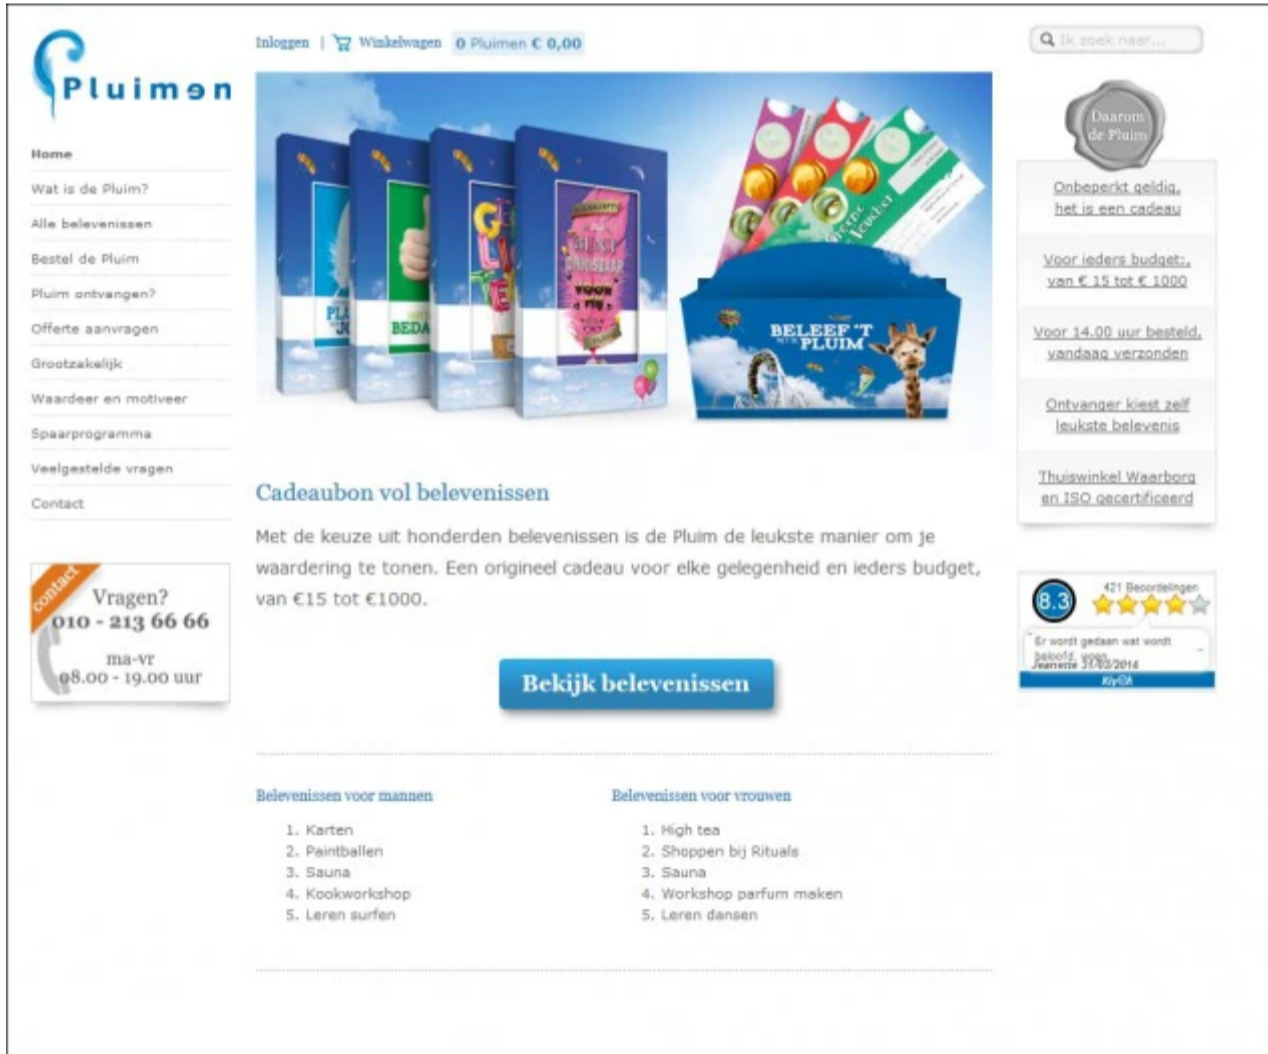 Pluimen
Inloggen | Winkelwagen 0 Pluimen € 0,00
Ik zoek naar...
Home
Wat is de Pluim?
Alle belevenissen
Bestel de Pluim
Pluim ontvangen?
Offerte aanvragen
Grootzakelijk
Waardeer en motiveer
Spaarprogramma
Veelgestelde vragen
Contact
contact
Vragen?
010 - 213 66 66
ma-vr
08.00 - 19.00 uur
BEDA
VOOR
BELEEF 'T
PLUIM
Voucher
Cadeaubon vol belevenissen
Met de keuze uit honderden belevenissen is de Pluim de leukste manier om je
waardering te tonen. Een origineel cadeau voor elke gelegenheid en ieders budget,
van €15 tot €1000.
Bekijk belevenissen
Belevenissen voor mannen
1. Karten
2. Paintballen
3. Sauna
4. Kookworkshop
5. Leren surfen
Belevenissen voor vrouwen
1. High tea
2. Shoppen bij Rituals
3. Sauna
4. Workshop parfum maken
5. Leren dansen
Daarom
de Pluim
Onbeperkt geldig,
het is een cadeau
Voor ieders budget:,
van € 15 tot € 1000
Voor 14.00 uur besteld,
vandaag verzonden
Ontvanger kiest zelf
leukste belevenis
Thuiswinkel Waarborg
en ISO gecertificeerd
8.3
421 Beoordelingen
Er wordt gedaan wat wordt
beloofd,
Jeanette 31/03/2014
KiyOh